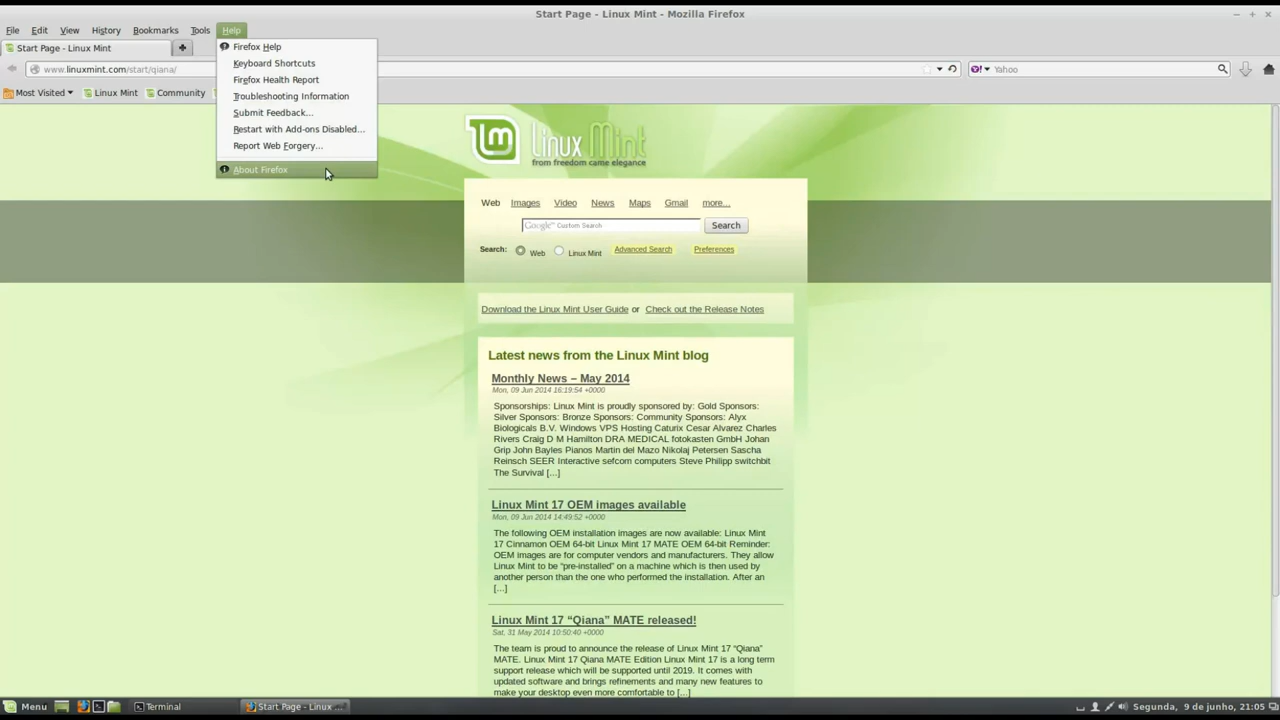 Start Page - Linux Mint - Mozilla Firefox
File Edit View History Bookmarks Tools Help
Start Page - Linux Mint
www.linuxmint.com/start/qiana/
Yahoo
Most Visited Linux Mint Community
Firefox Help
Keyboard Shortcuts
Firefox Health Report
Troubleshooting Information
Submit Feedback...
Restart with Add-ons Disabled...
Report Web Forgery...
About Firefox
Linux Mint
from freedom came elegance
Web Images Video News Maps Gmail more...
Google™ Custom Search Search
Search: Web Linux Mint Advanced Search Preferences
Download the Linux Mint User Guide or Check out the Release Notes
Latest news from the Linux Mint blog
Monthly News – May 2014
Mon, 09 Jun 2014 16:19:54 +0000
Sponsorships: Linux Mint is proudly sponsored by: Gold Sponsors:
Silver Sponsors: Bronze Sponsors: Community Sponsors: Alyx
Biologicals B.V. Windows VPS Hosting Caturix Cesar Alvarez Charles
Rivers Craig D M Hamilton DRA MEDICAL fotokasten GmbH Johan
Grip John Bayles Pianos Martin del Mazo Nikolaj Petersen Sascha
Reinsch SEER Interactive sefcom computers Steve Philipp switchbit
The Survival [...]
Linux Mint 17 OEM images available
Mon, 09 Jun 2014 14:49:52 +0000
The following OEM installation images are now available: Linux Mint
17 Cinnamon OEM 64-bit Linux Mint 17 MATE OEM 64-bit Reminder:
OEM images are for computer vendors and manufacturers. They allow
Linux Mint to be “pre-installed” on a machine which is then used by
another person than the one who performed the installation. After an
[...]
Linux Mint 17 “Qiana” MATE released!
Sat, 31 May 2014 10:50:40 +0000
The team is proud to announce the release of Linux Mint 17 “Qiana”
MATE. Linux Mint 17 Qiana MATE Edition Linux Mint 17 is a long term
support release which will be supported until 2019. It comes with
updated software and brings refinements and many new features to
make your desktop even more comfortable to [...]
Menu Terminal Start Page - Linux ... Segunda, 9 de junho, 21:05